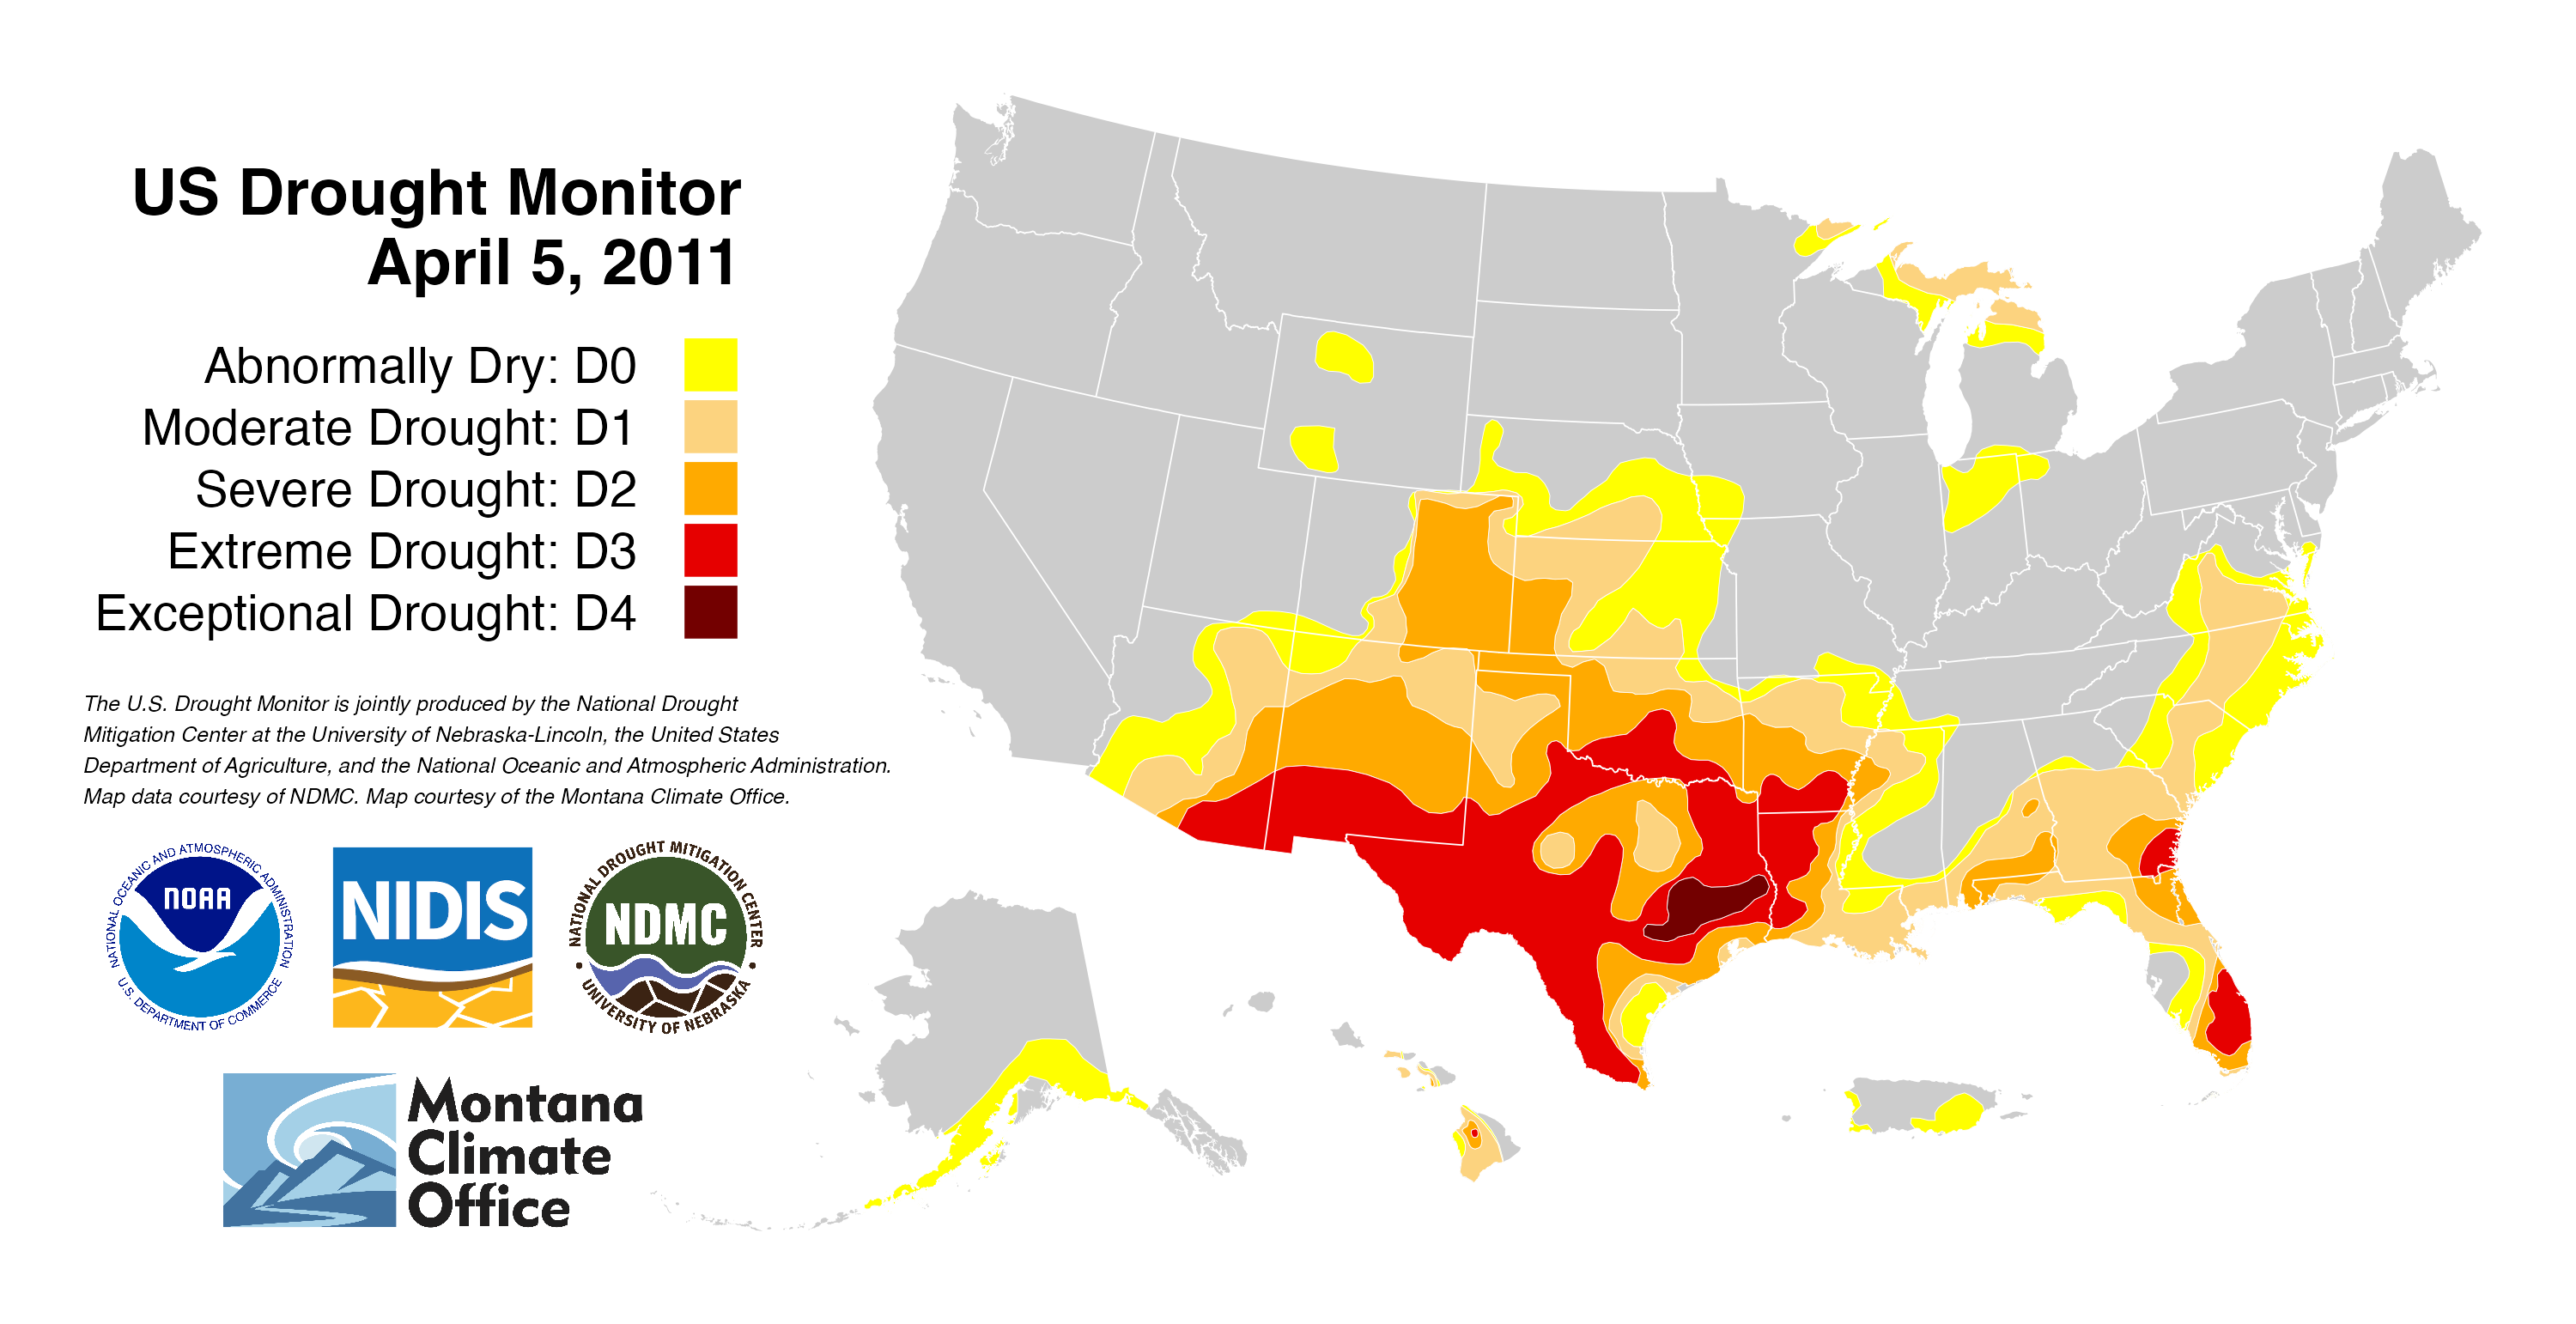 US Drought Monitor
April 5, 2011
Abnormally Dry: D0
Moderate Drought: D1
Severe Drought: D2
Extreme Drought: D3
Exceptional Drought: D4
The U.S. Drought Monitor is jointly produced by the National Drought
Mitigation Center at the University of Nebraska-Lincoln, the United States
Department of Agriculture, and the National Oceanic and Atmospheric Administration.
Map data courtesy of NDMC. Map courtesy of the Montana Climate Office.
NATIONAL OCEANIC AND ATMOSPHERIC ADMINISTRATION
NOAA
U.S. DEPARTMENT OF COMMERCE
NIDIS
NATIONAL DROUGHT MITIGATION CENTER
NDMC
UNIVERSITY OF NEBRASKA
Montana
Climate
Office